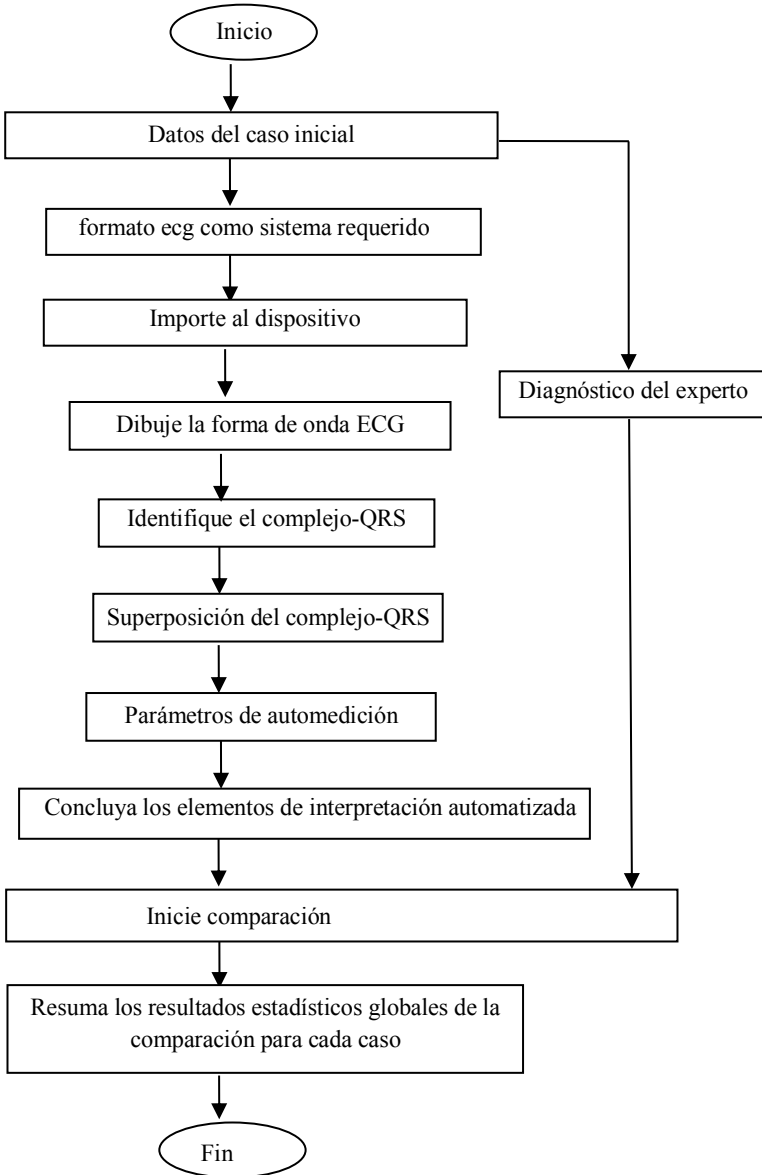 Inicio
Datos del caso inicial
formato ecg como sistema requerido
Importe al dispositivo
Diagnóstico del experto
Dibuje la forma de onda ECG
Identifique el complejo-QRS
Superposición del complejo-QRS
Parámetros de automedición
Concluya los elementos de interpretación automatizada
Inicie comparación
Resuma los resultados estadísticos globales de la
comparación para cada caso
Fin